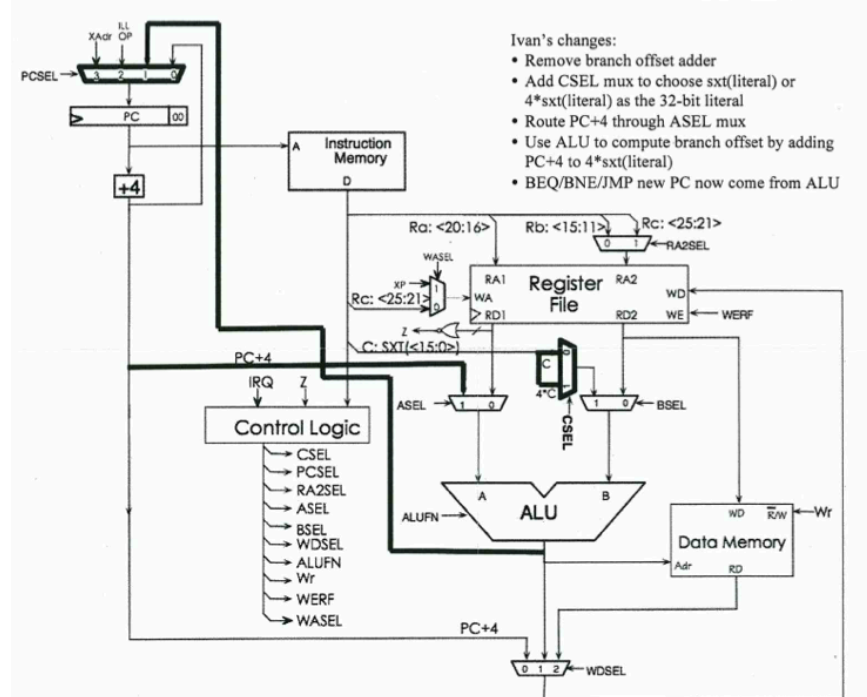 Ivan's changes:
• Remove branch offset adder
• Add CSEL mux to choose sxt(literal) or
4*sxt(literal) as the 32-bit literal
• Route PC+4 through ASEL mux
• Use ALU to compute branch offset by adding
PC+4 to 4*sxt(literal)
• BEQ/BNE/JMP new PC now come from ALU
XAdr
ILL
OP
PCSEL
3 2 1 0
PC
00
+4
A
Instruction
Memory
D
Ra: <20:16>
Rb: <15:11>
Rc: <25:21>
0 1
RA2SEL
WASEL
XP
1
0
Rc: <25:21>
RA1
Register
File
RA2
WA
WD
RD1
RD2
WE
WERF
Z
C: SXT(<15:0>)
PC+4
IRQ
Z
C
4*C
0
1
CSEL
ASEL
1 0
1 0
BSEL
Control Logic
CSEL
PCSEL
RA2SEL
ASEL
BSEL
WDSEL
ALUFN
Wr
WERF
WASEL
A
B
ALU
ALUFN
WD
R/W
Wr
Data Memory
Adr
RD
PC+4
0 1 2
WDSEL